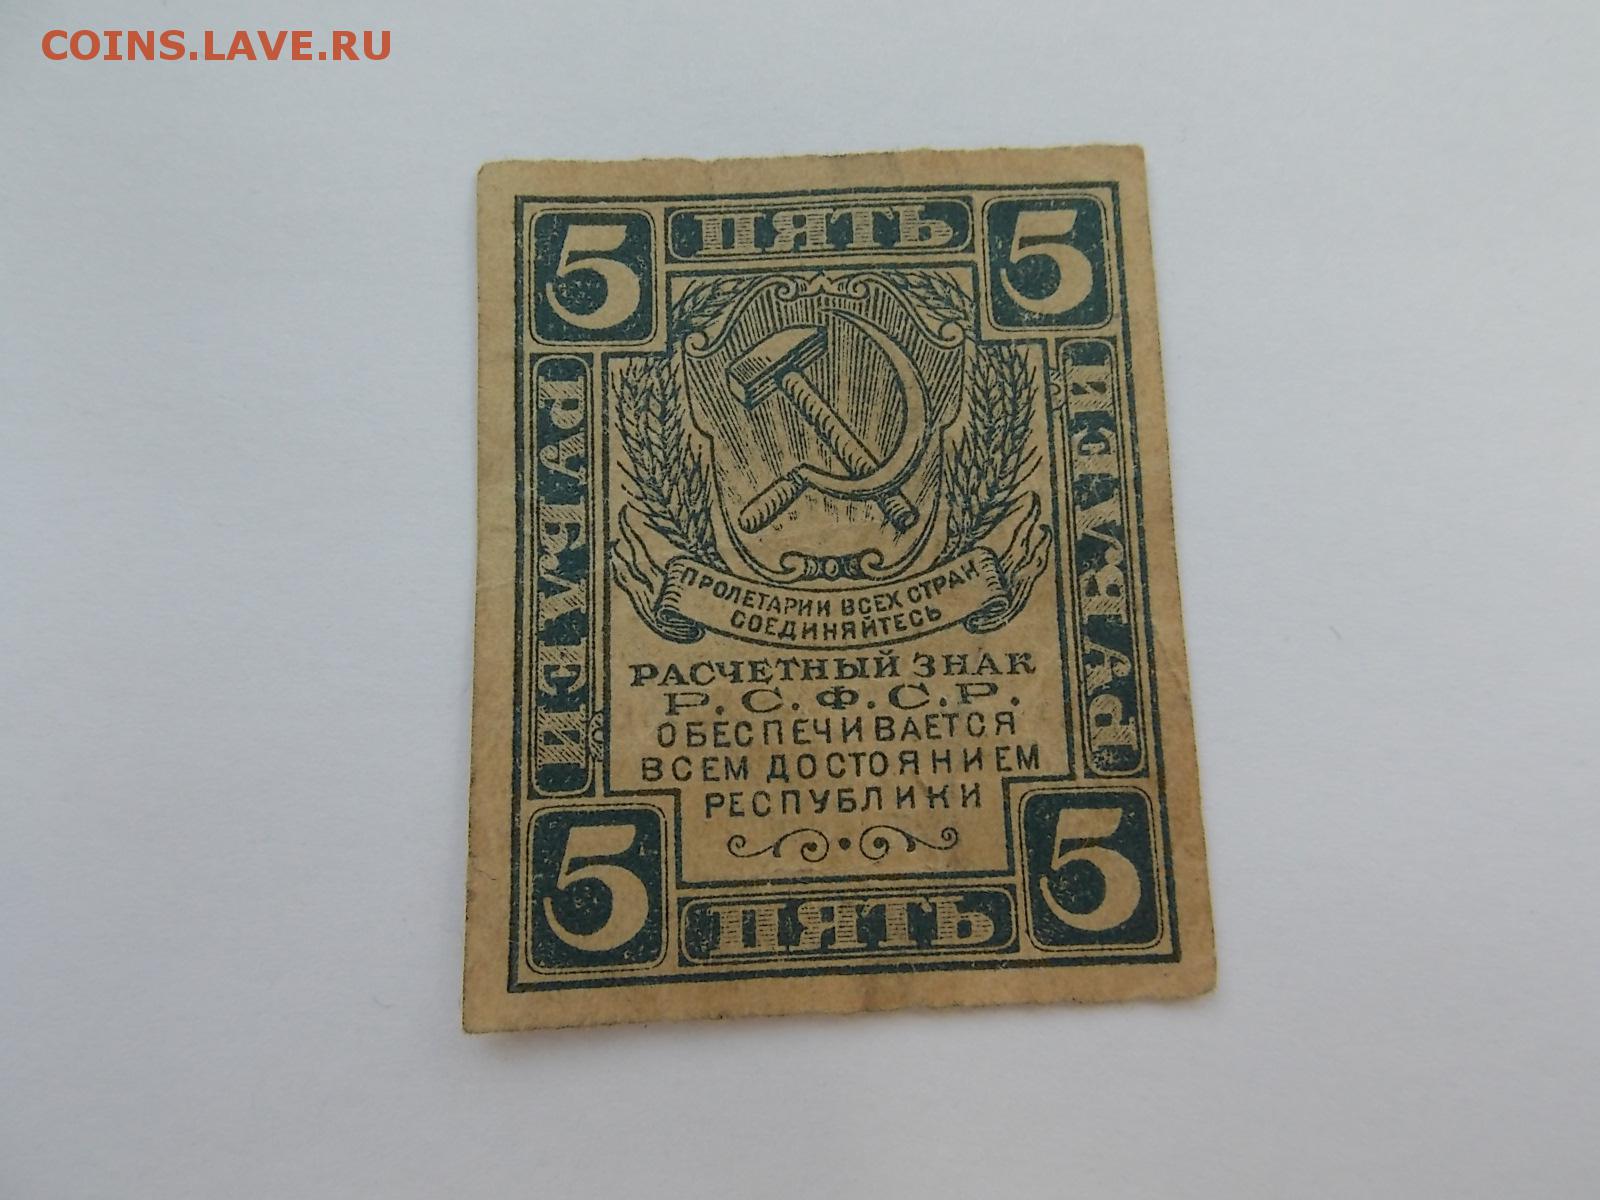 COINS.LAVE.RU
5 ПЯТЬ 5
РУБЛЕЙ
РУБЛЕЙ
ПРОЛЕТАРИИ ВСЕХ СТРАН
СОЕДИНЯЙТЕСЬ
РАСЧЕТНЫЙ ЗНАК
Р.С.Ф.С.Р.
ОБЕСПЕЧИВАЕТСЯ
ВСЕМ ДОСТОЯНИЕМ
РЕСПУБЛИКИ
5 ПЯТЬ 5